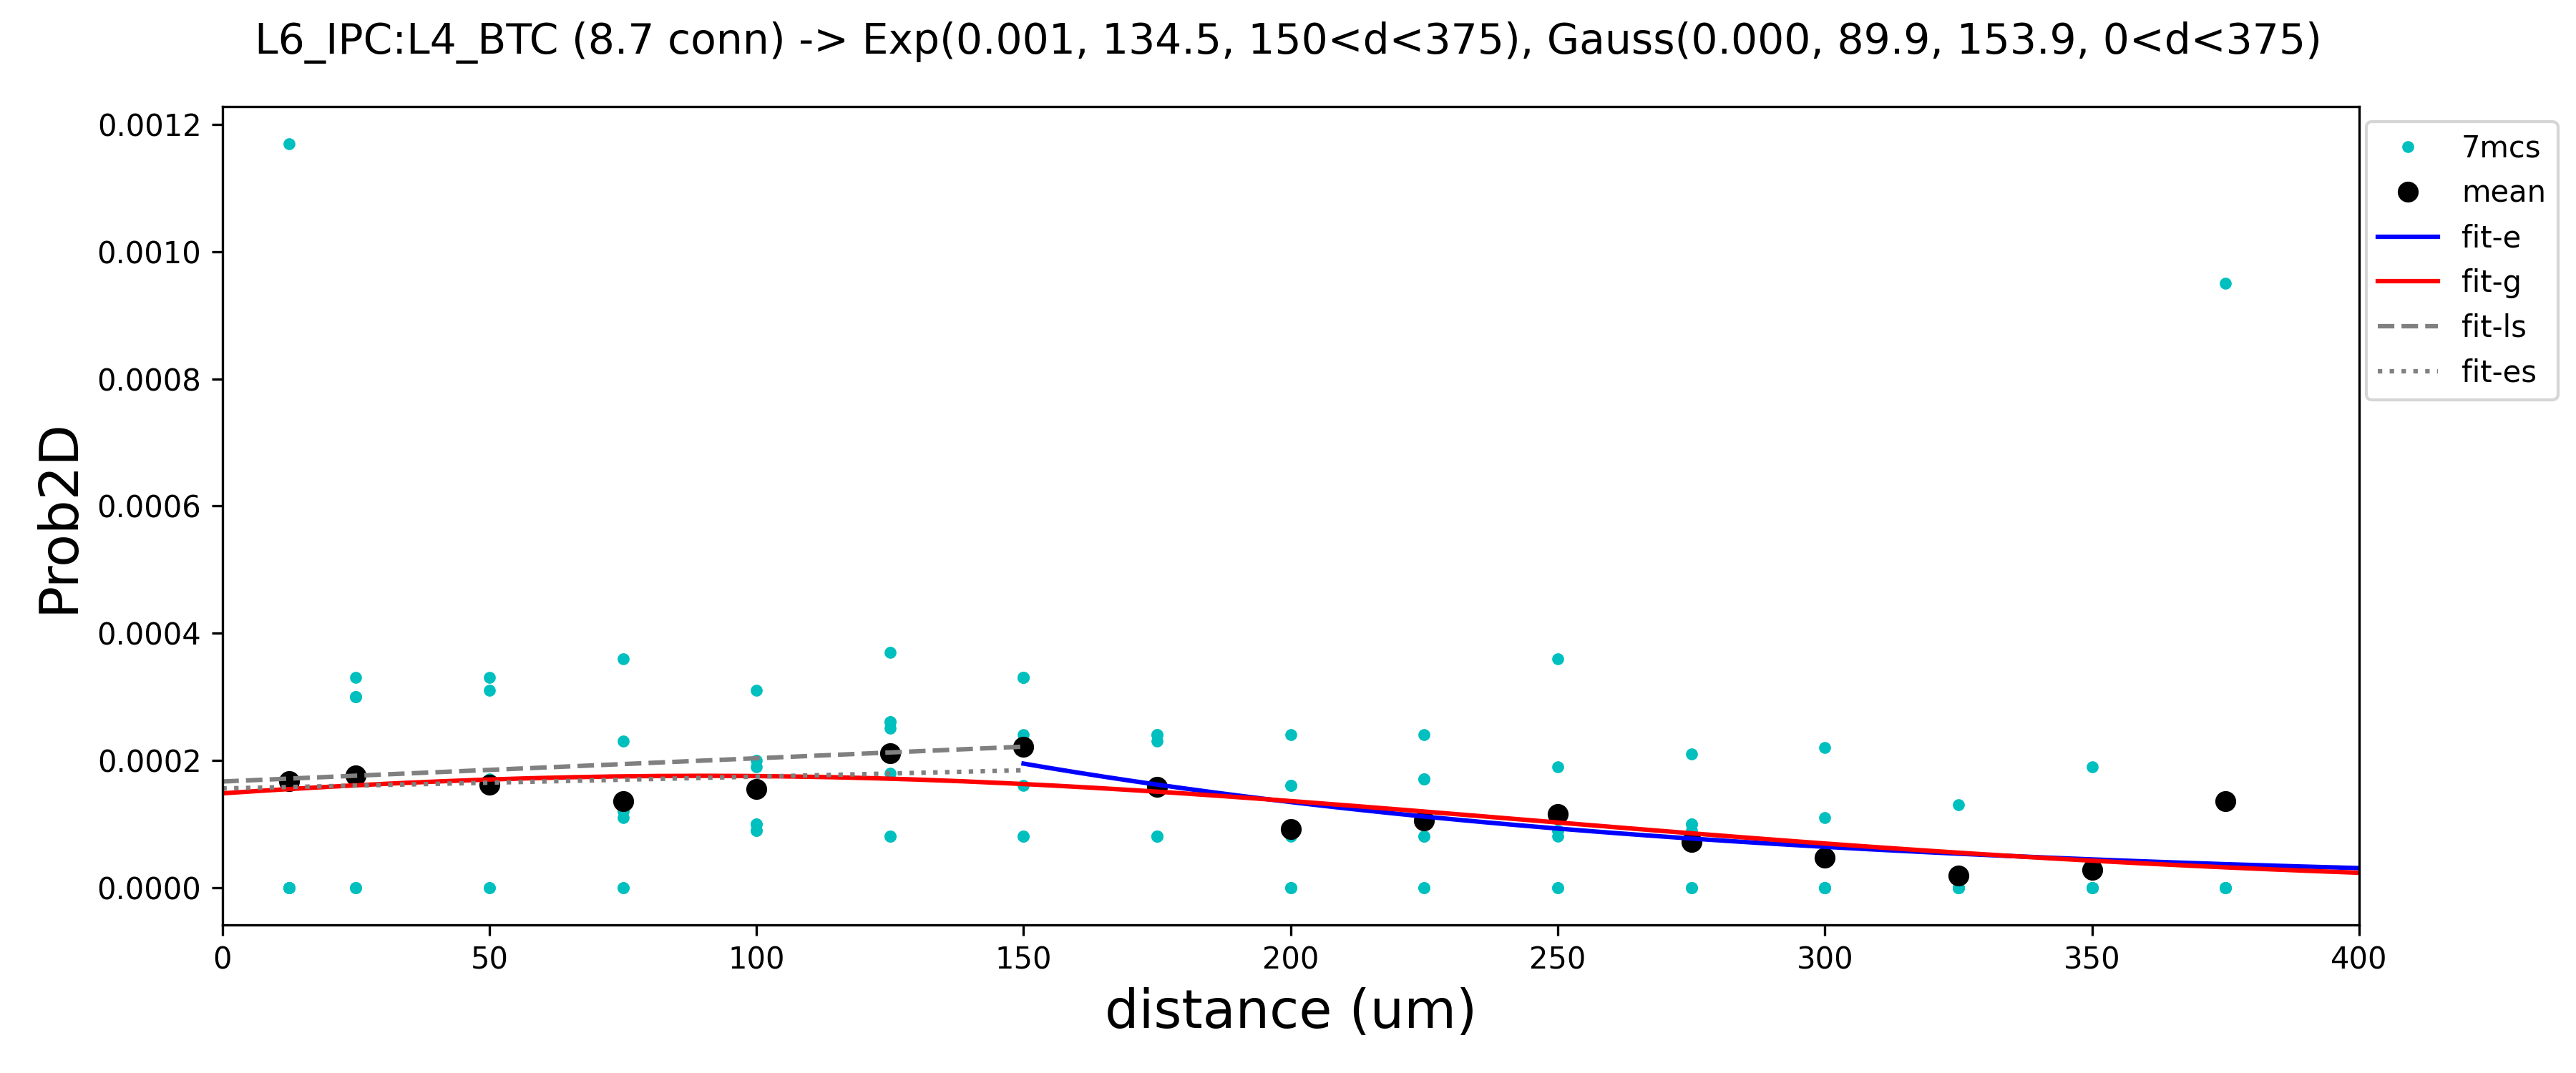 L6_IPC:L4_BTC (8.7 conn) -> Exp(0.001, 134.5, 150<d<375), Gauss(0.000, 89.9, 153.9, 0<d<375)
0.0012
0.0010
0.0008
0.0006
0.0004
0.0002
0.0000
Prob2D
0
50
100
150
200
250
300
350
400
distance (um)
7mcs
mean
fit-e
fit-g
fit-ls
fit-es